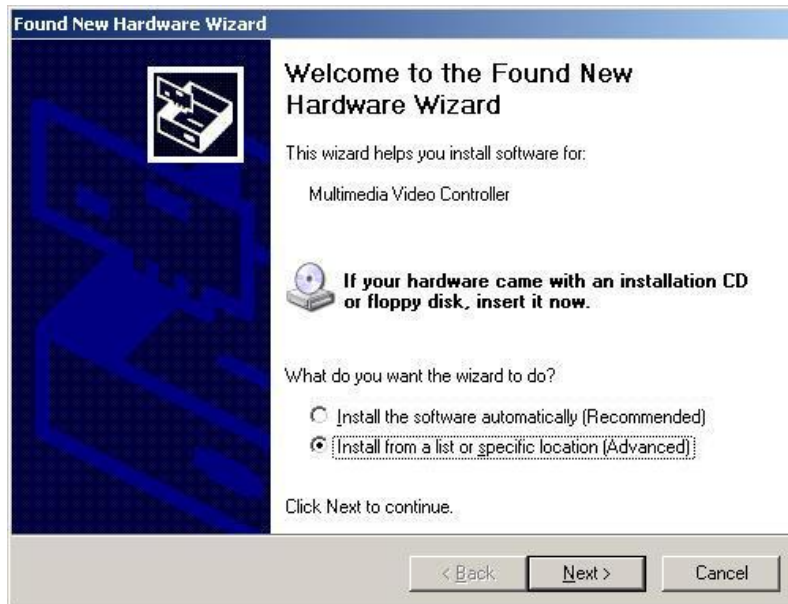 Found New Hardware Wizard
Welcome to the Found New
Hardware Wizard
This wizard helps you install software for:
Multimedia Video Controller
If your hardware came with an installation CD
or floppy disk, insert it now.
What do you want the wizard to do?
Install the software automatically (Recommended)
Install from a list or specific location (Advanced)
Click Next to continue.
< Back Next > Cancel